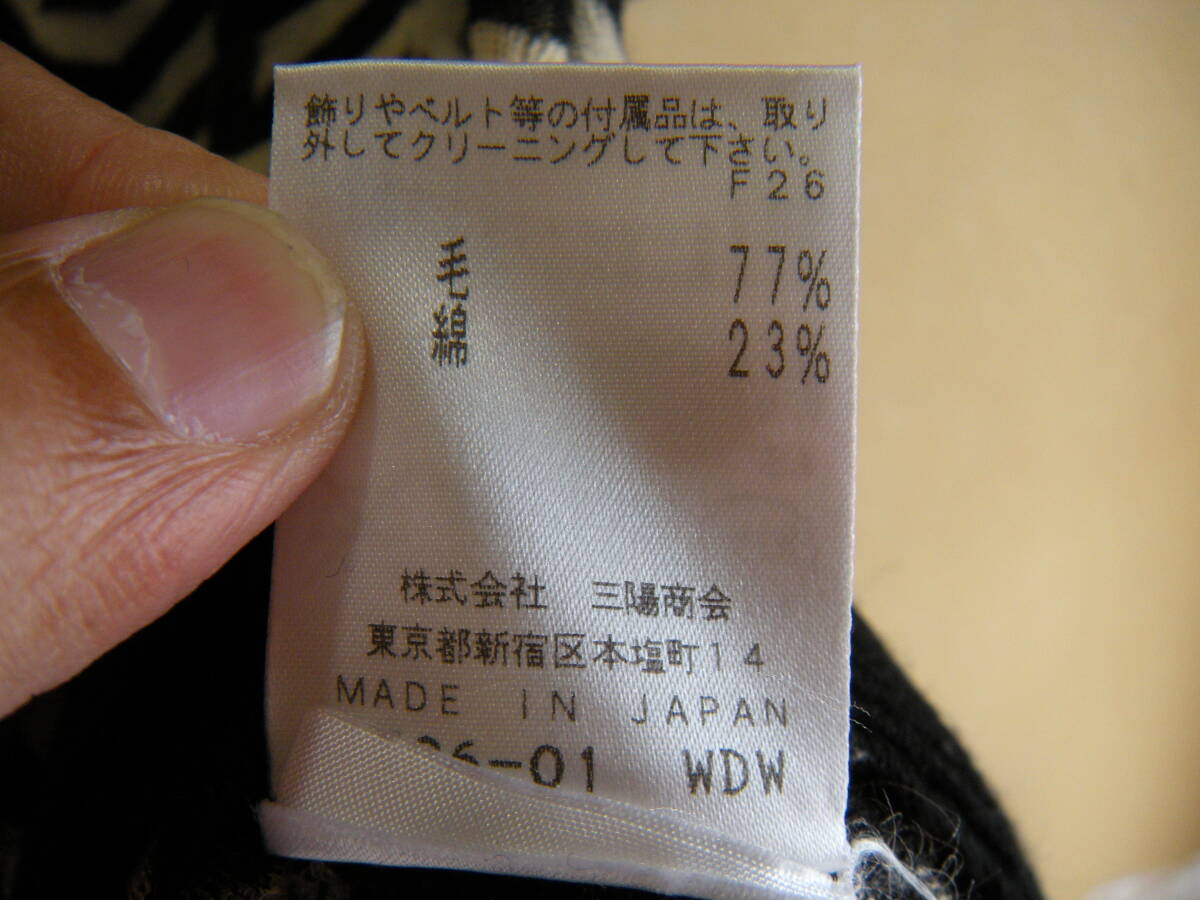 飾りやベルト等の付属品は、取り
外してクリーニングして下さい。
F26
毛 77%
綿 23%
株式会社 三陽商会
東京都新宿区本塩町14
MADE IN JAPAN
26-01 WDW